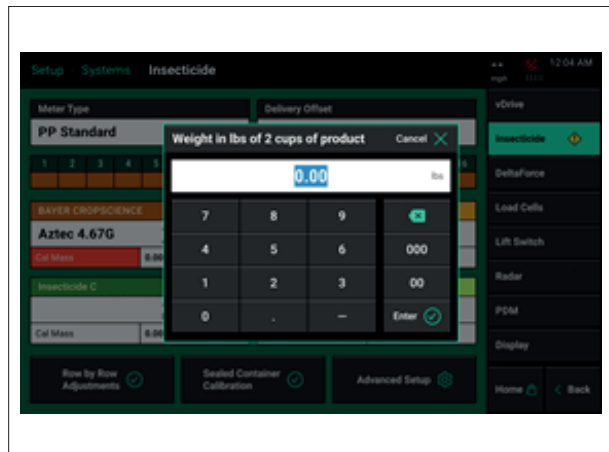 Setup Systems Insecticide
mph
12:04 AM
Meter Type
Delivery Offset
PP Standard
1 2 3 4 5
16
BAYER CROPSCIENCE
Aztec 4.67G
Cal Mass 0.00
Insecticide C
Cal Mass 0.00
Weight in lbs of 2 cups of product
Cancel
0.00 lbs
7 8 9
4 5 6 000
1 2 3 00
0 . – Enter
Row by Row
Adjustments
Sealed Container
Calibration
Advanced Setup
vDrive
Insecticide
DeltaForce
Load Cells
Lift Switch
Radar
PDM
Display
Home
< Back